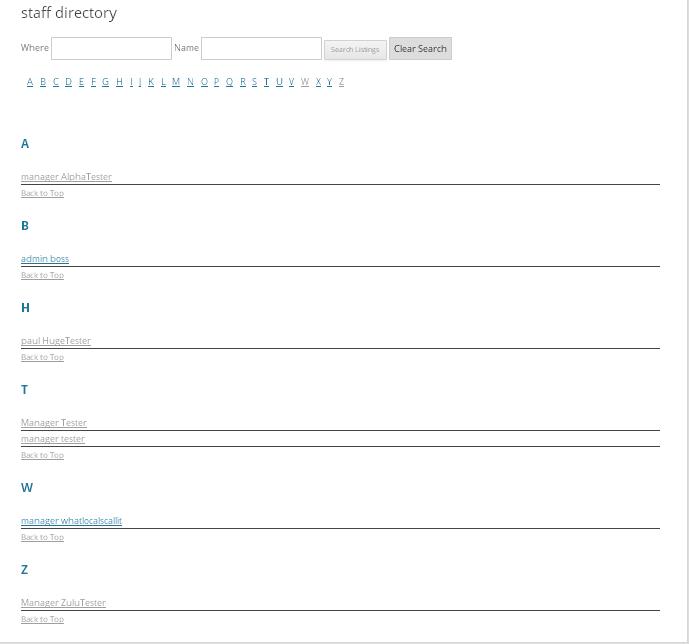 staff directory
Where Name Search Listings Clear Search
A B C D E F G H I J K L M N O P Q R S T U V W X Y Z
A
manager AlphaTester
Back to Top
B
admin boss
Back to Top
H
paul HugeTester
Back to Top
T
Manager Tester
manager tester
Back to Top
W
manager whatlocalscallit
Back to Top
Z
Manager ZuluTester
Back to Top